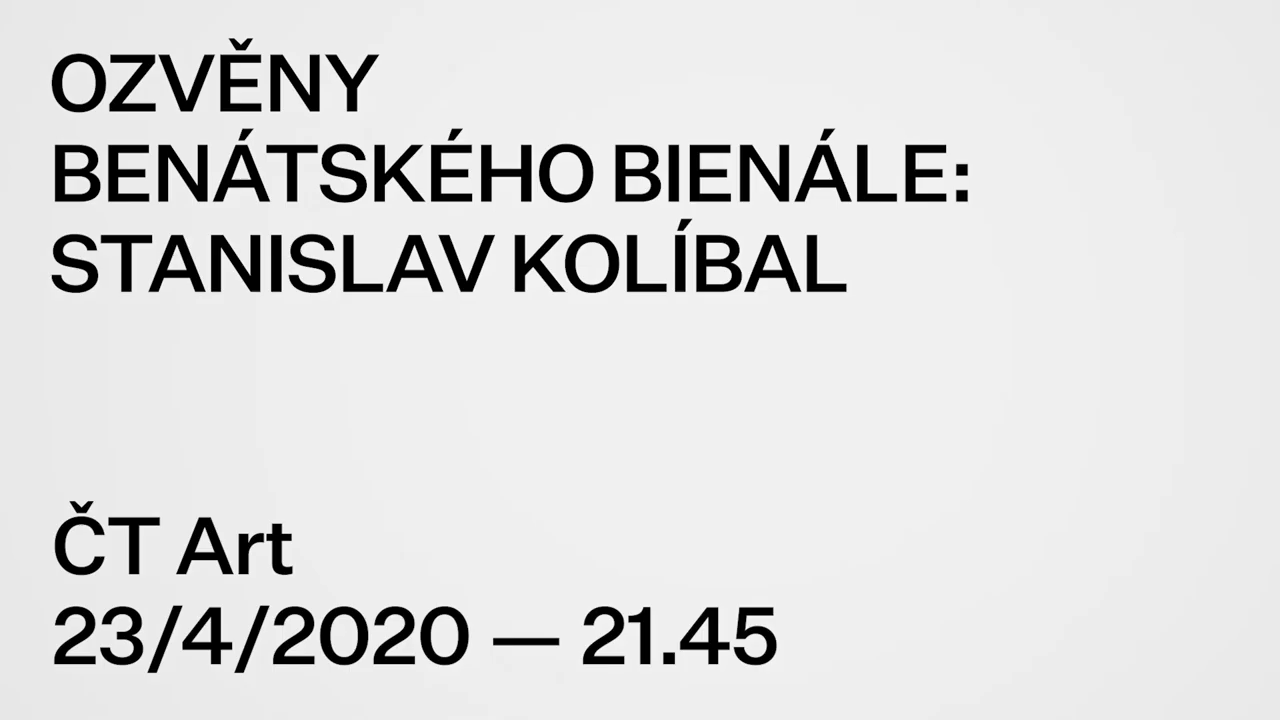 OZVĚNY
BENÁTSKÉHO BIENÁLE:
STANISLAV KOLÍBAL
ČT Art
23/4/2020 — 21.45